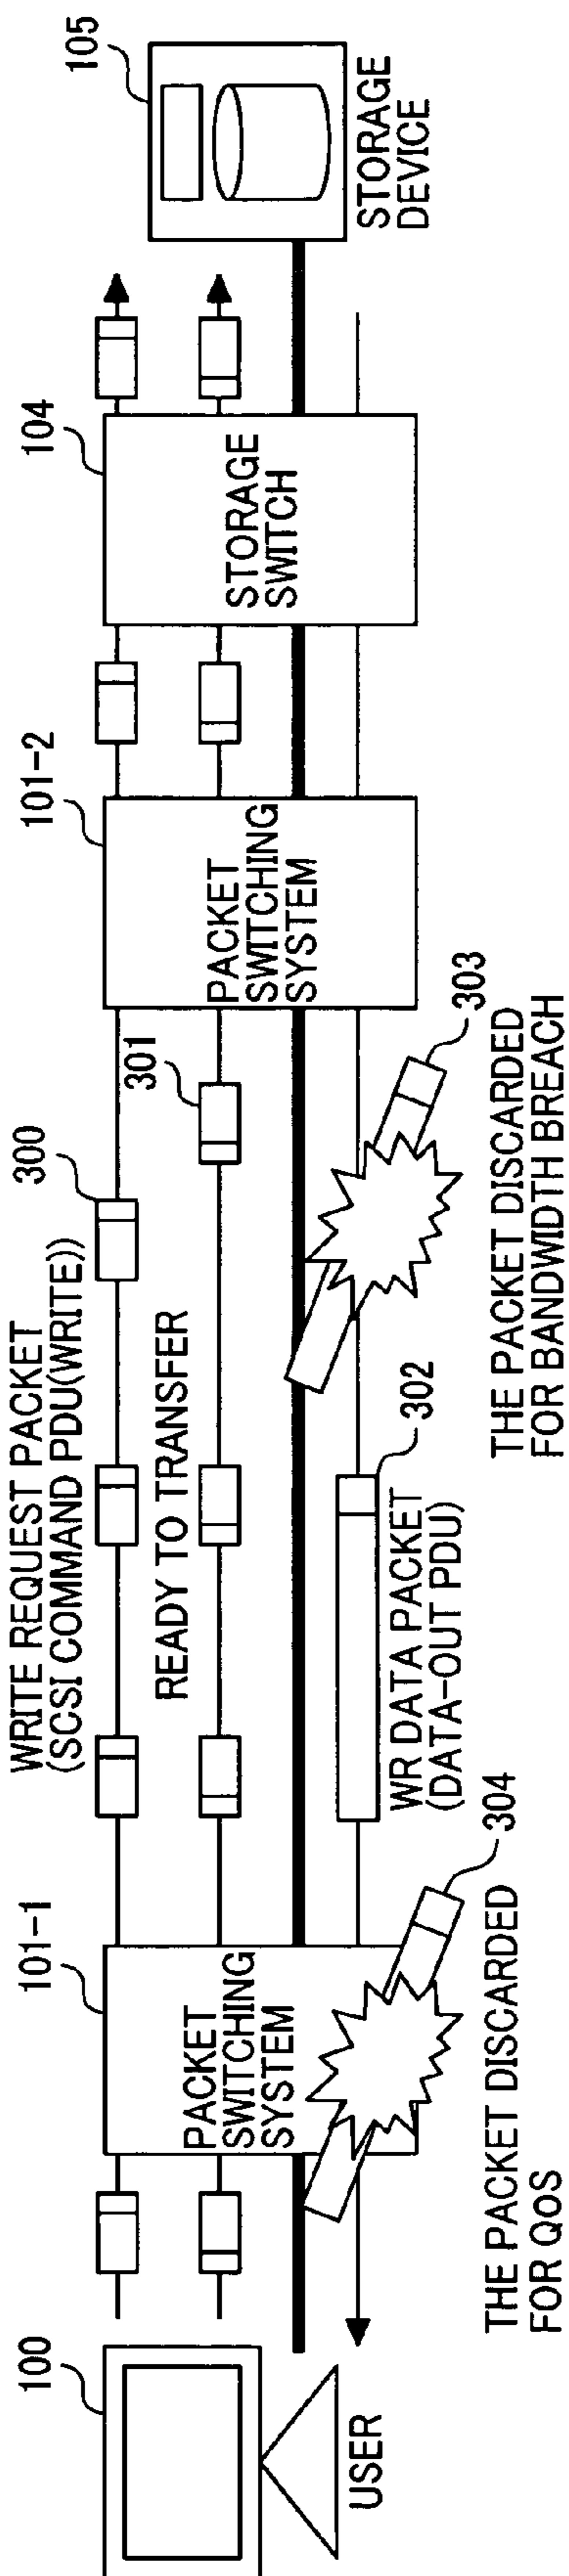 100
USER
101-1
PACKET
SWITCHING
SYSTEM
304
THE PACKET DISCARDED
FOR QOS
WRITE REQUEST PACKET
(SCSI COMMAND PDU(WRITE))
300
READY TO TRANSFER
301
WR DATA PACKET
(DATA-OUT PDU)
302
303
THE PACKET DISCARDED
FOR BANDWIDTH BREACH
101-2
PACKET
SWITCHING
SYSTEM
104
STORAGE
SWITCH
105
STORAGE
DEVICE